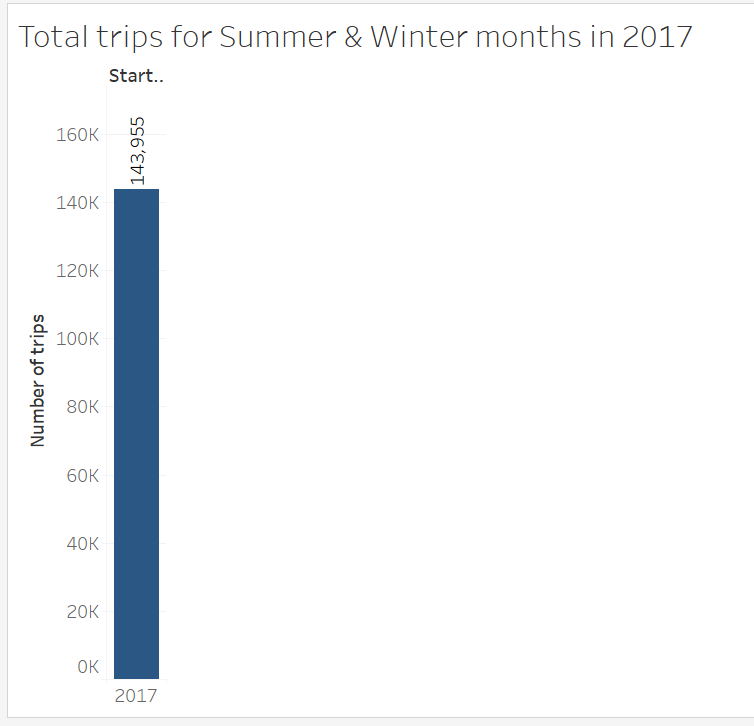 Total trips for Summer & Winter months in 2017
Start..
143,955
160K
140K
120K
100K
80K
60K
40K
20K
0K
Number of trips
2017